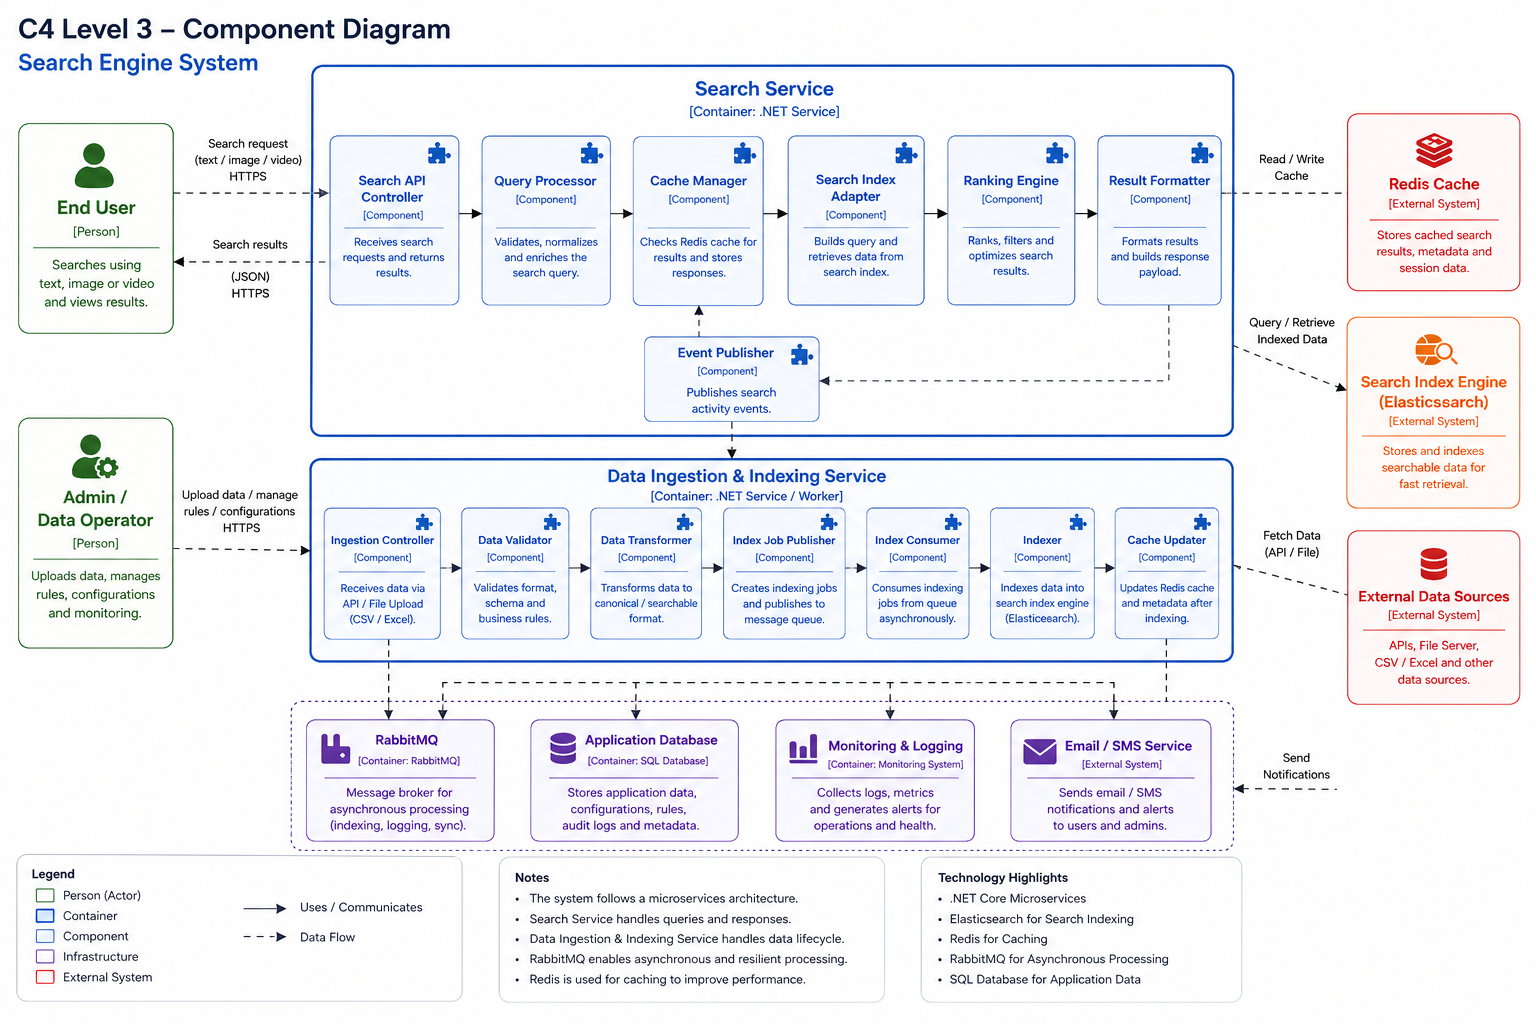 C4 Level 3 – Component Diagram
Search Engine System
End User
[Person]
Searches using
text, image or video
and views results.
Search request
(text / image / video)
HTTPS
Search results
(JSON)
HTTPS
Search Service
[Container: .NET Service]
Search API
Controller
[Component]
Receives search
requests and returns
results.
Query Processor
[Component]
Validates, normalizes
and enriches the
search query.
Cache Manager
[Component]
Checks Redis cache for
results and stores
responses.
Search Index
Adapter
[Component]
Builds query and
retrieves data from
search index.
Ranking Engine
[Component]
Ranks, filters and
optimizes search
results.
Result Formatter
[Component]
Formats results
and builds response
payload.
Event Publisher
[Component]
Publishes search
activity events.
Read / Write
Cache
Redis Cache
[External System]
Stores cached search
results, metadata and
session data.
Query / Retrieve
Indexed Data
Search Index Engine
(Elasticssarch)
[External System]
Stores and indexes
searchable data for
fast retrieval.
Admin /
Data Operator
[Person]
Uploads data, manages
rules, configurations
and monitoring.
Upload data / manage
rules / configurations
HTTPS
Data Ingestion & Indexing Service
[Container: .NET Service / Worker]
Ingestion Controller
[Component]
Receives data via
API / File Upload
(CSV / Excel).
Data Validator
[Component]
Validates format,
schema and
business rules.
Data Transformer
[Component]
Transforms data to
canonical / searchable
format.
Index Job Publisher
[Component]
Creates indexing jobs
and publishes to
message queue.
Index Consumer
[Component]
Consumes indexing
jobs from queue
asynchronously.
Indexer
[Component]
Indexes data into
search index engine
(Elasticeearch).
Cache Updater
[Component]
Updates Redis cache
and metadata after
indexing.
Fetch Data
(API / File)
External Data Sources
[External System]
APIs, File Server,
CSV / Excel and other
data sources.
RabbitMQ
[Container: RabbitMQ]
Message broker for
asynchronous processing
(indexing, logging, sync).
Application Database
[Container: SQL Database]
Stores application data,
configurations, rules,
audit logs and metadata.
Monitoring & Logging
[Container: Monitoring System]
Collects logs, metrics
and generates alerts for
operations and health.
Email / SMS Service
[External System]
Sends email / SMS
notifications and alerts
to users and admins.
Send
Notifications
Legend
Person (Actor)
Container
Component
Infrastructure
External System
Uses / Communicates
Data Flow
Notes
• The system follows a microservices architecture.
• Search Service handles queries and responses.
• Data Ingestion & Indexing Service handles data lifecycle.
• RabbitMQ enables asynchronous and resilient processing.
• Redis is used for caching to improve performance.
Technology Highlights
• .NET Core Microservices
• Elasticsearch for Search Indexing
• Redis for Caching
• RabbitMQ for Asynchronous Processing
• SQL Database for Application Data